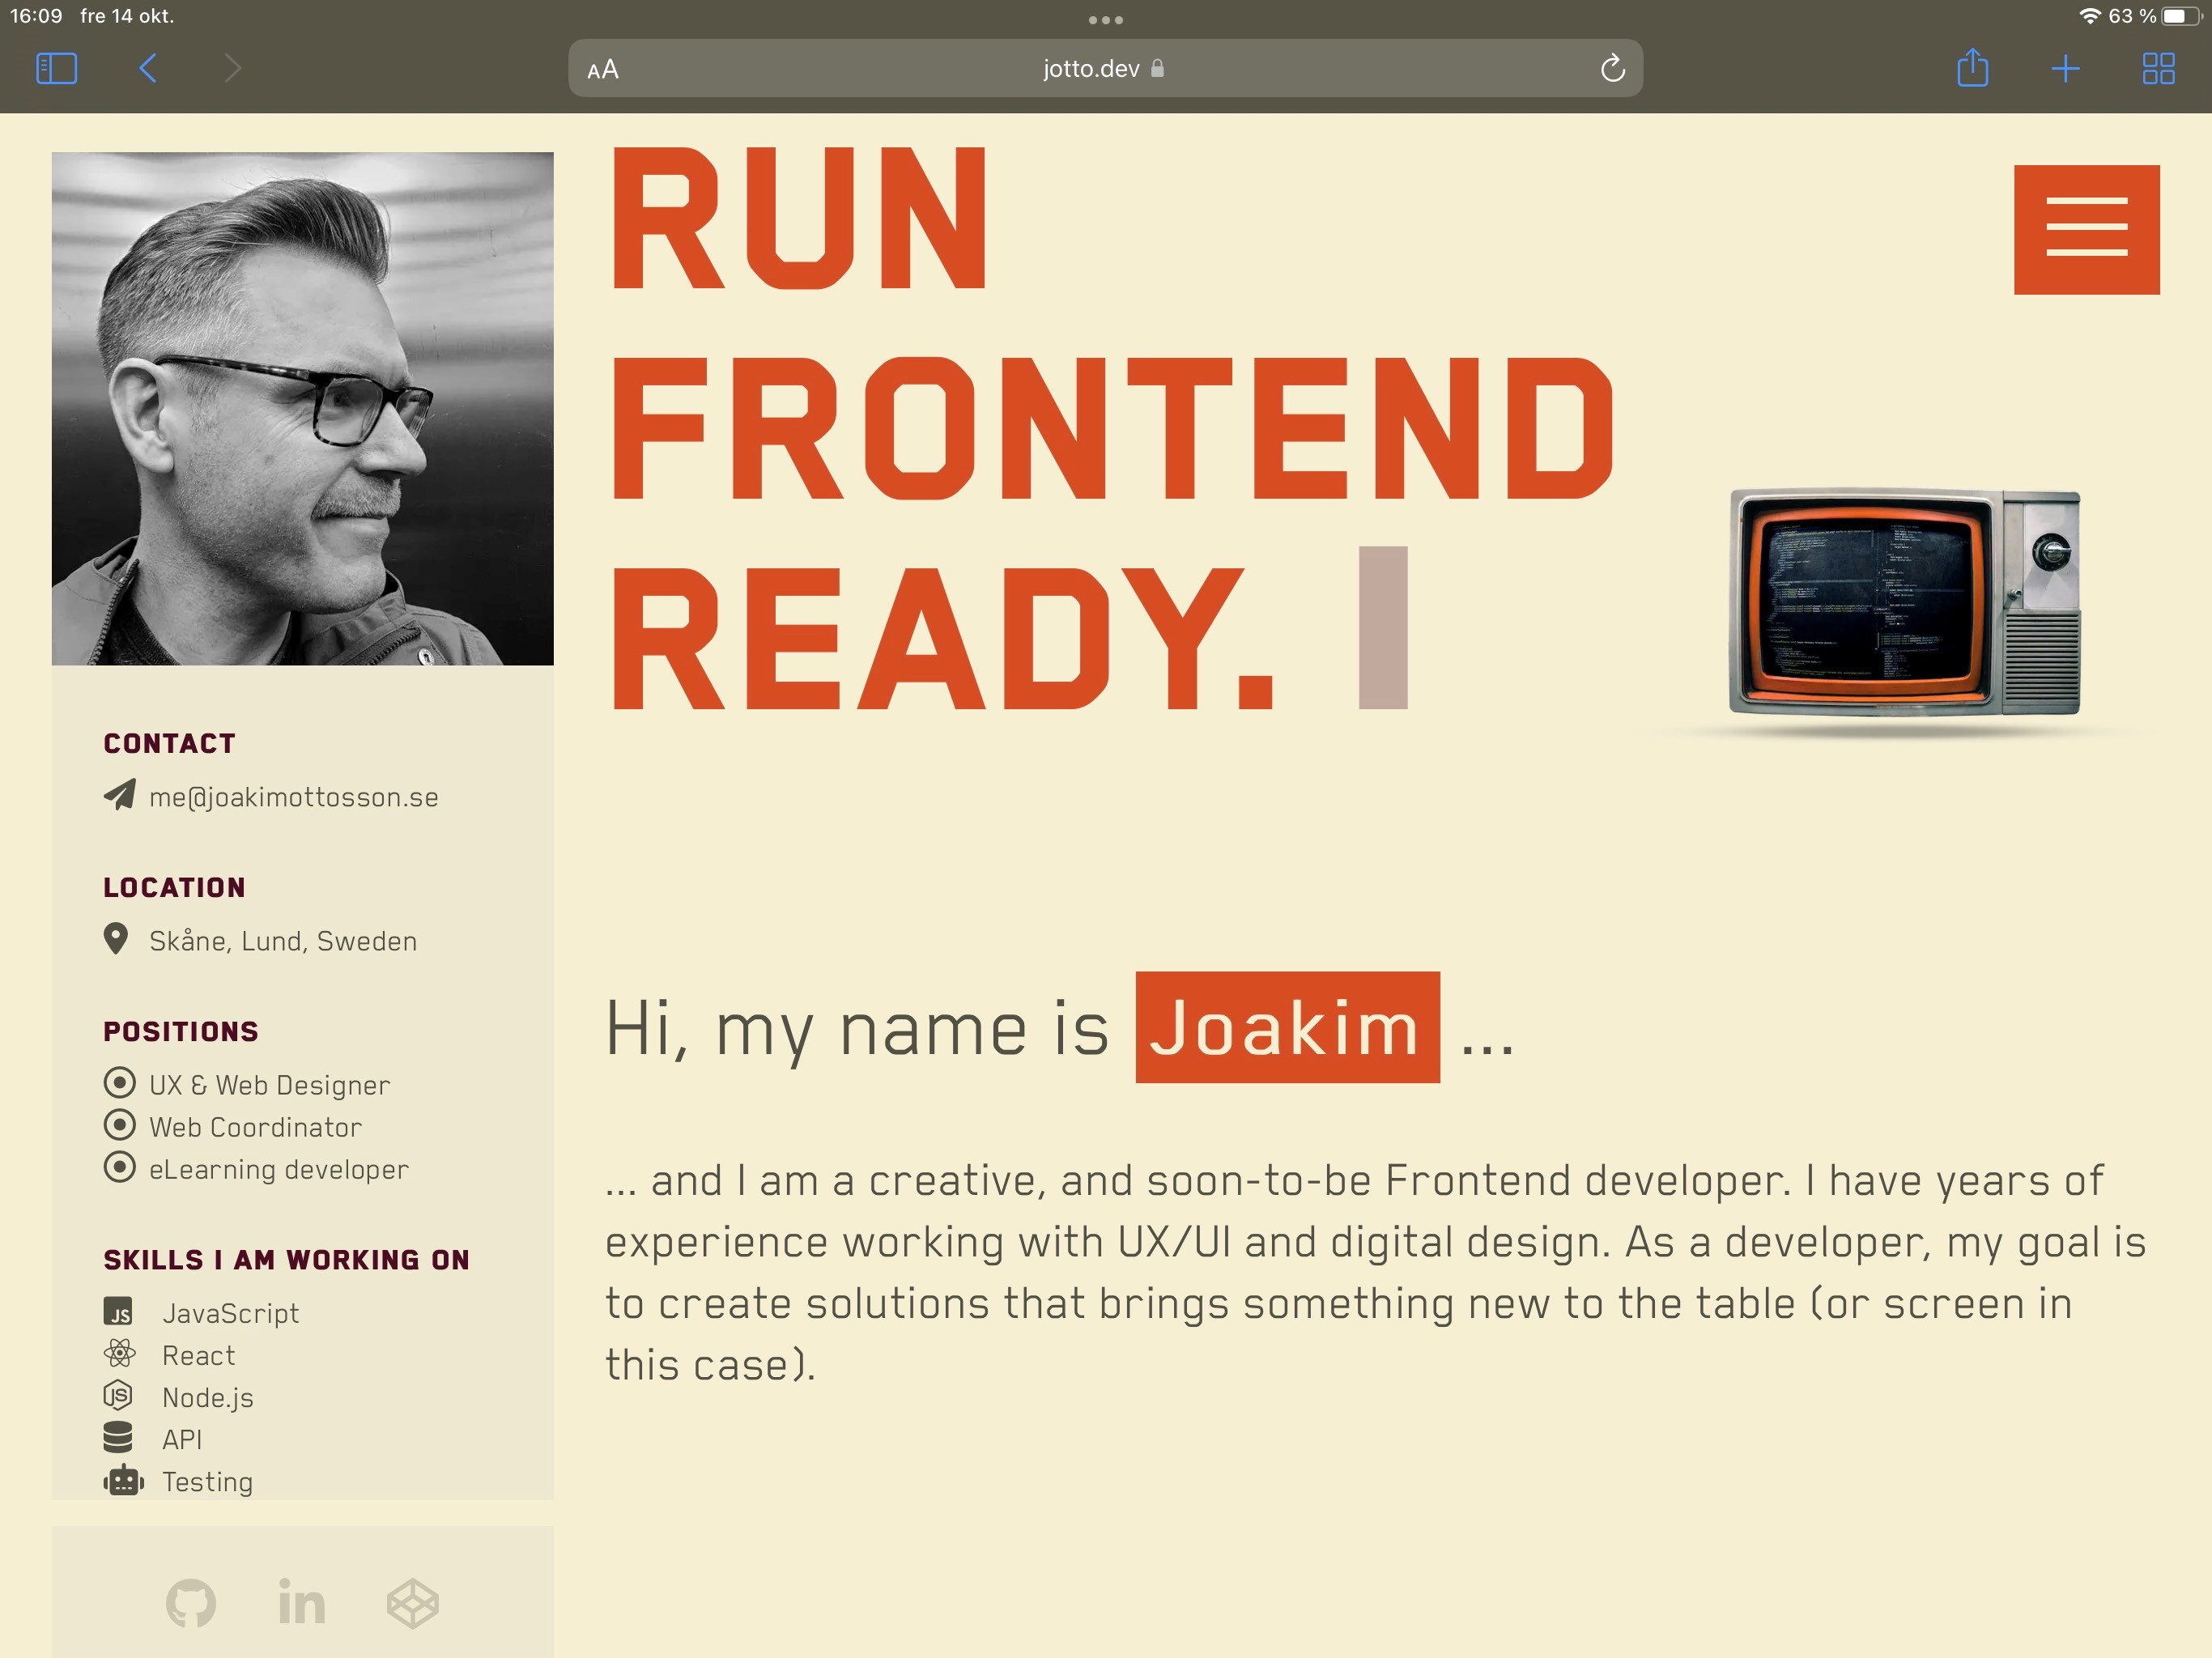 16:09 fre 14 okt.
63 %
AA
jotto.dev
RUN
FRONTEND
READY.
CONTACT
me@joakimottosson.se
LOCATION
Skåne, Lund, Sweden
POSITIONS
UX & Web Designer
Web Coordinator
eLearning developer
SKILLS I AM WORKING ON
JS JavaScript
React
JS Node.js
API
Testing
in
Hi, my name is Joakim ...
... and I am a creative, and soon-to-be Frontend developer. I have years of
experience working with UX/UI and digital design. As a developer, my goal is
to create solutions that brings something new to the table (or screen in
this case).